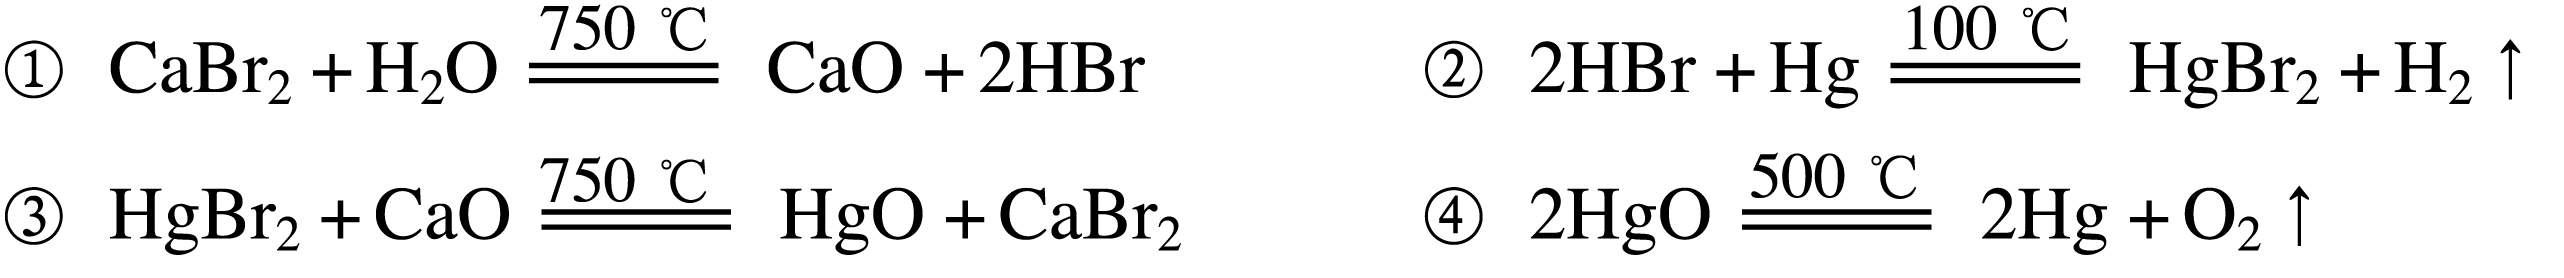 ① CaBr₂ + H₂O 750 ℃ CaO + 2HBr ② 2HBr + Hg 100 ℃ HgBr₂ + H₂ ↑
③ HgBr₂ + CaO 750 ℃ HgO + CaBr₂ ④ 2HgO 500 ℃ 2Hg + O₂ ↑